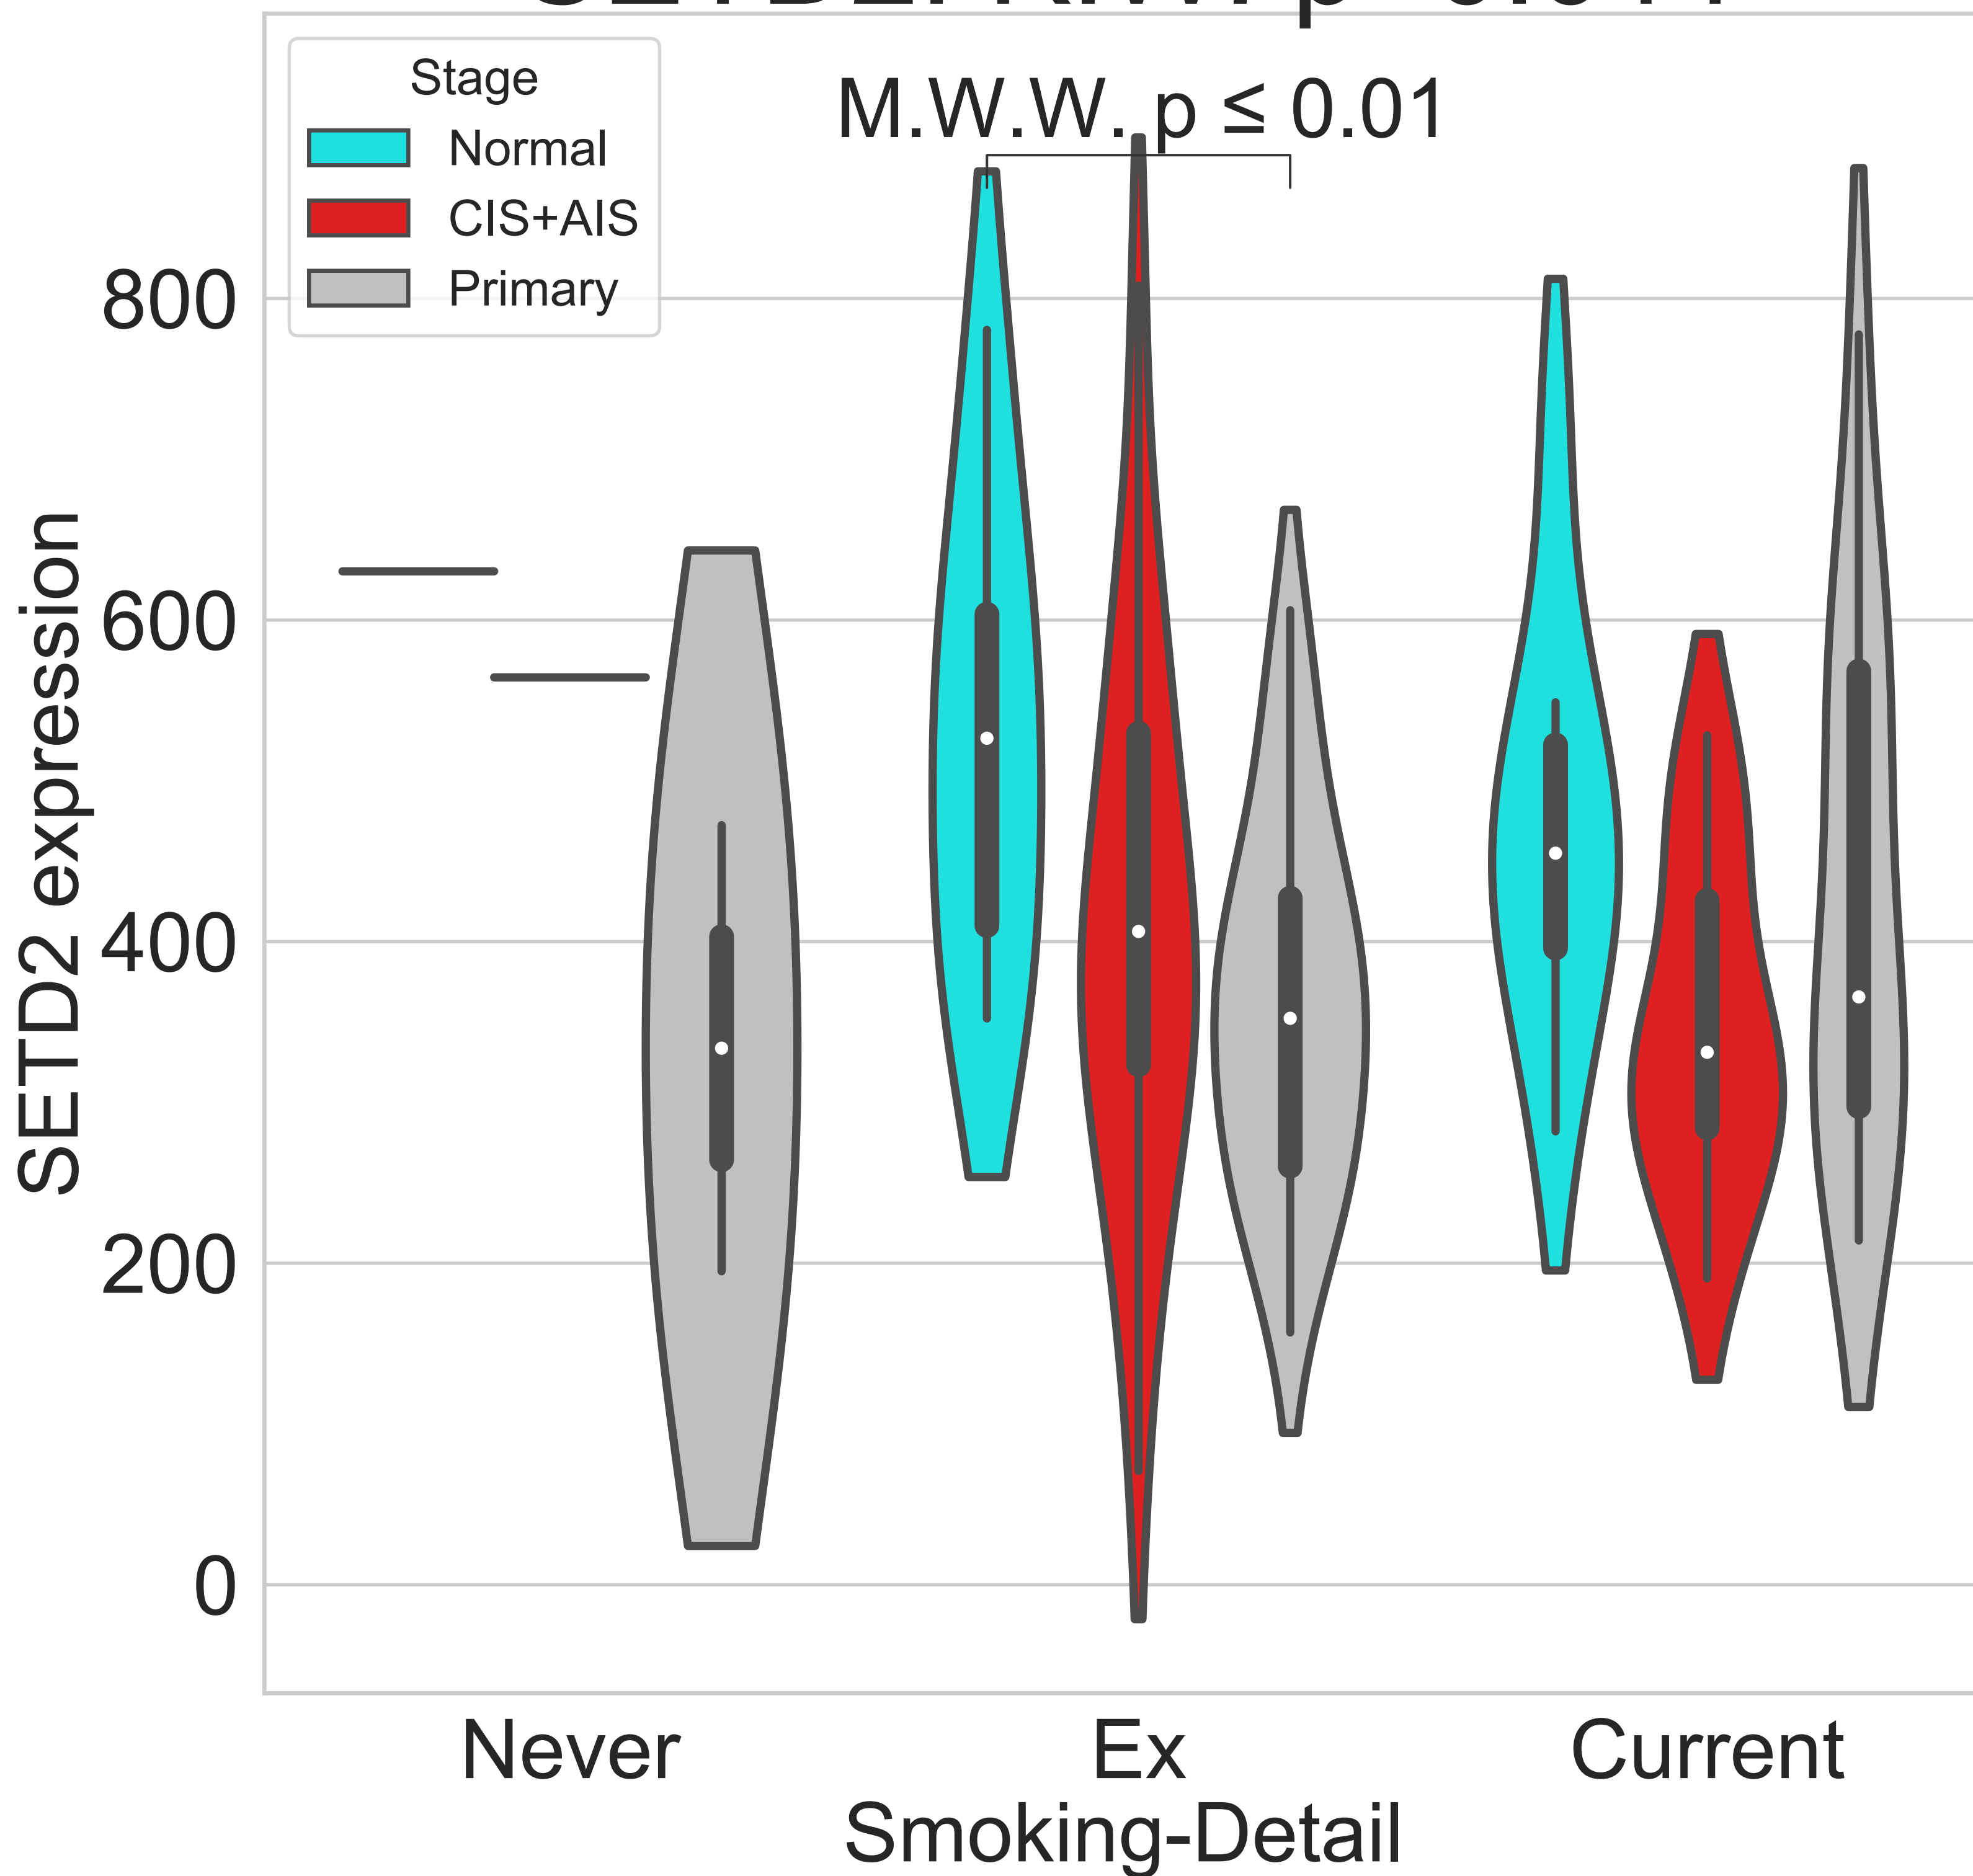 Stage
Normal
CIS+AIS
Primary
M.W.W. p ≤ 0.01
800
600
400
200
0
SETD2 expression
Never
Ex
Current
Smoking-Detail